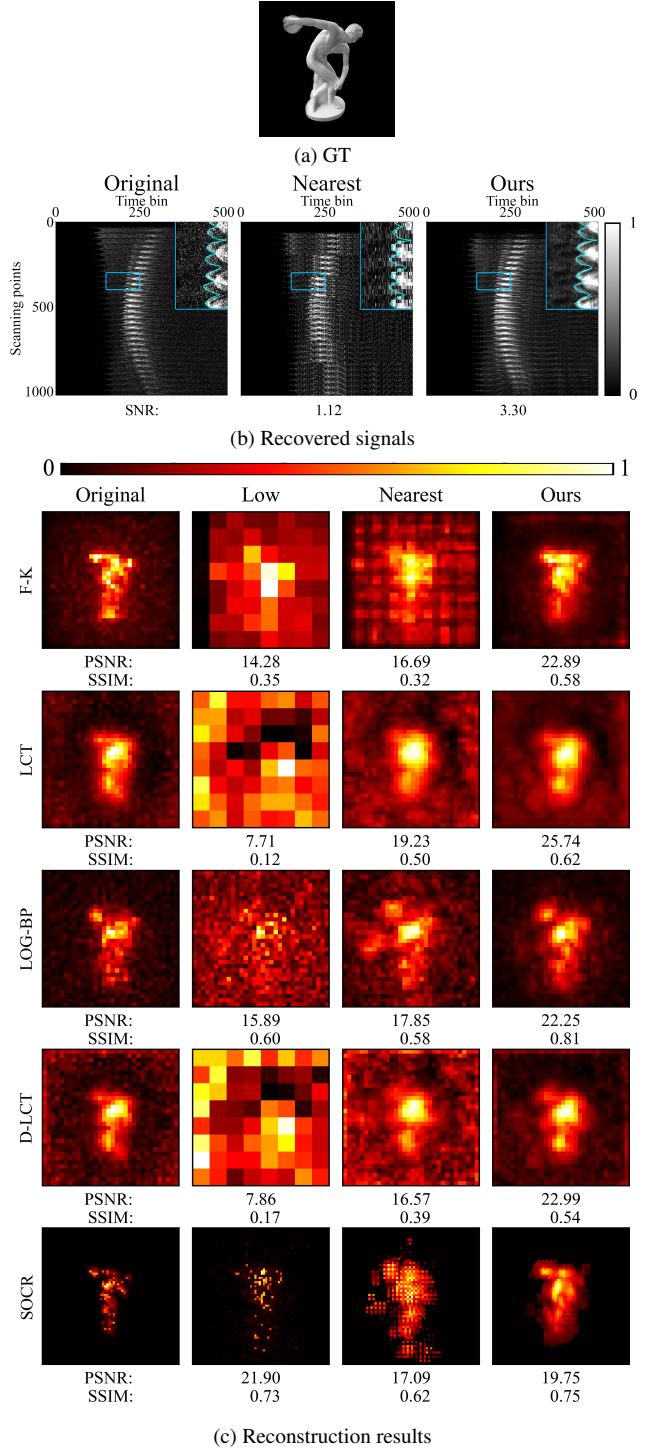 (a) GT
Original Nearest Ours
Time bin Time bin Time bin
0 250 500 0 250 500 0 250 500
0
500
1000
Scanning points
1
0
SNR: 1.12 3.30
(b) Recovered signals
0 1
Original Low Nearest Ours
F-K
PSNR: 14.28 16.69 22.89
SSIM: 0.35 0.32 0.58
LCT
PSNR: 7.71 19.23 25.74
SSIM: 0.12 0.50 0.62
LOG-BP
PSNR: 15.89 17.85 22.25
SSIM: 0.60 0.58 0.81
D-LCT
PSNR: 7.86 16.57 22.99
SSIM: 0.17 0.39 0.54
SOCR
PSNR: 21.90 17.09 19.75
SSIM: 0.73 0.62 0.75
(c) Reconstruction results